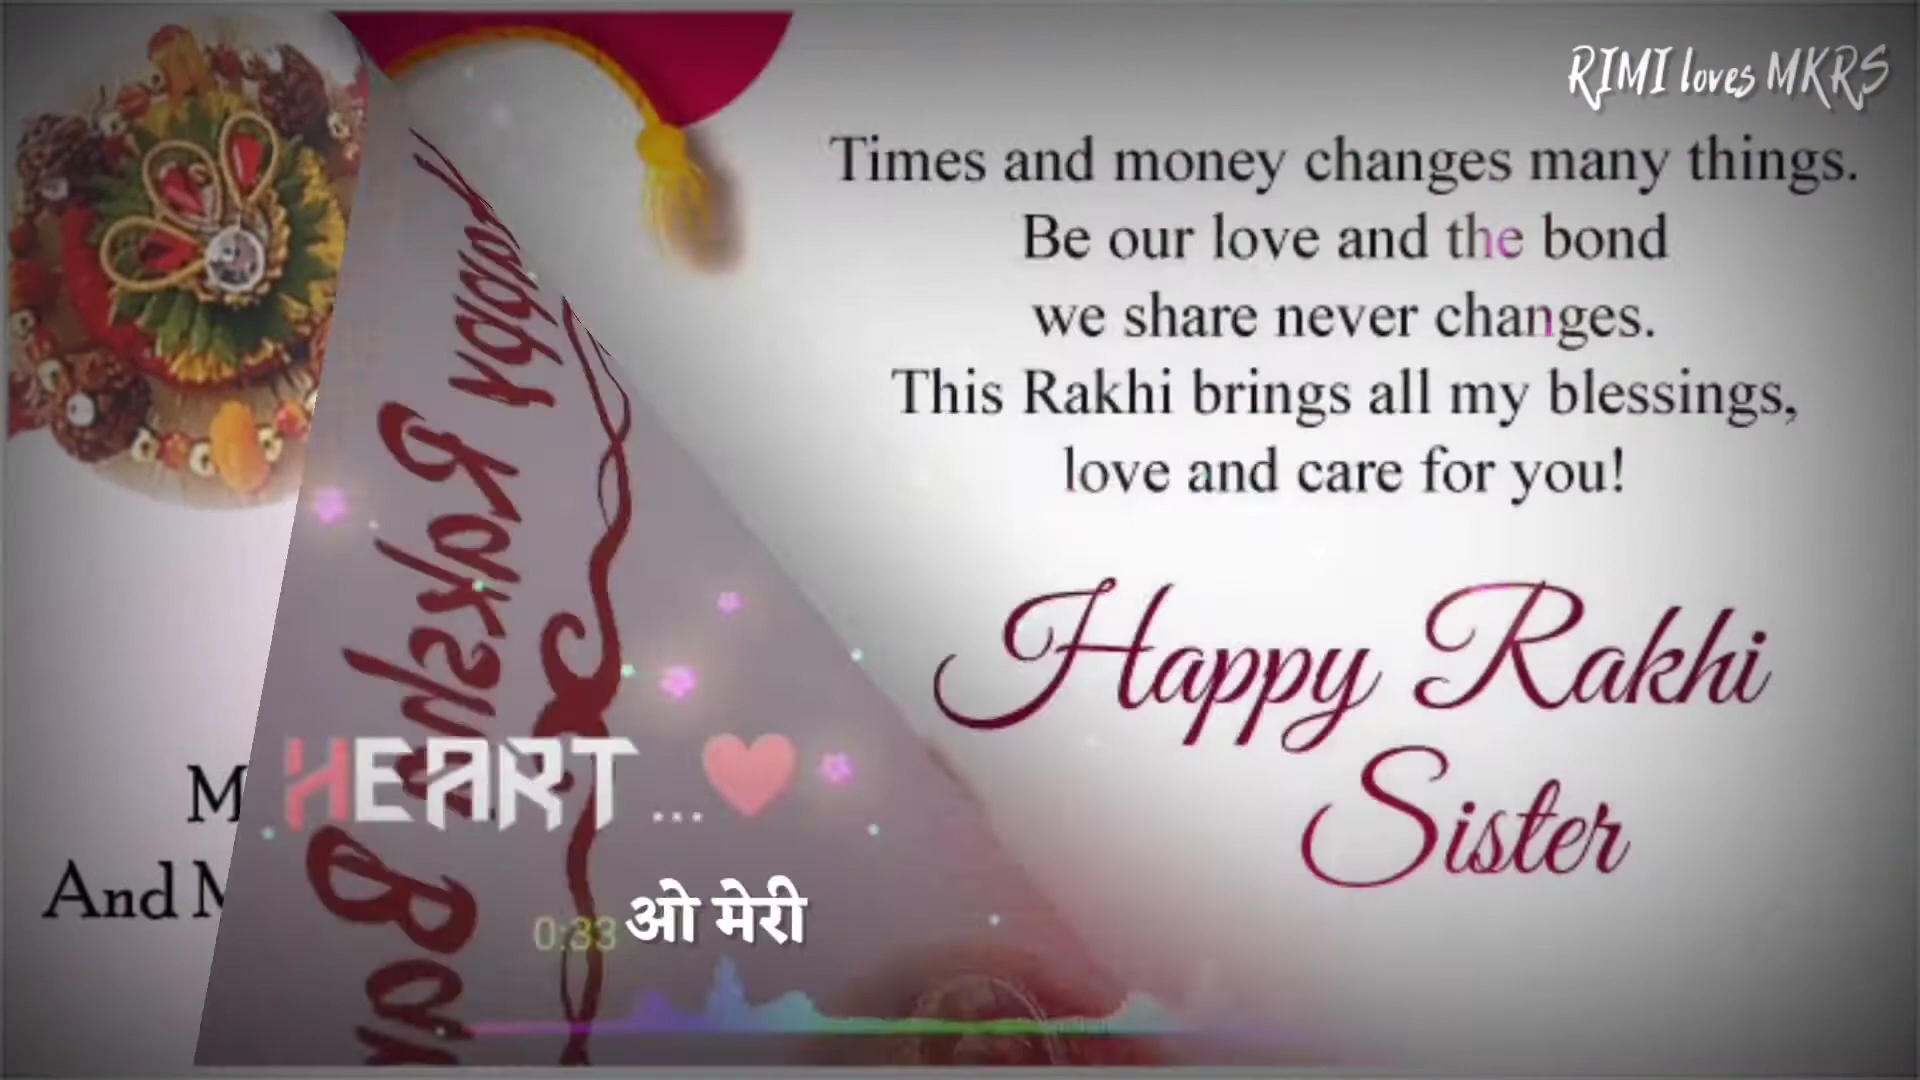 RIMI loves MKRS
Times and money changes many things.
Be our love and the bond
we share never changes.
This Rakhi brings all my blessings,
love and care for you!
Happy Rakhi
Sister
M
And M
HEART ...
0:33 ओ मेरी